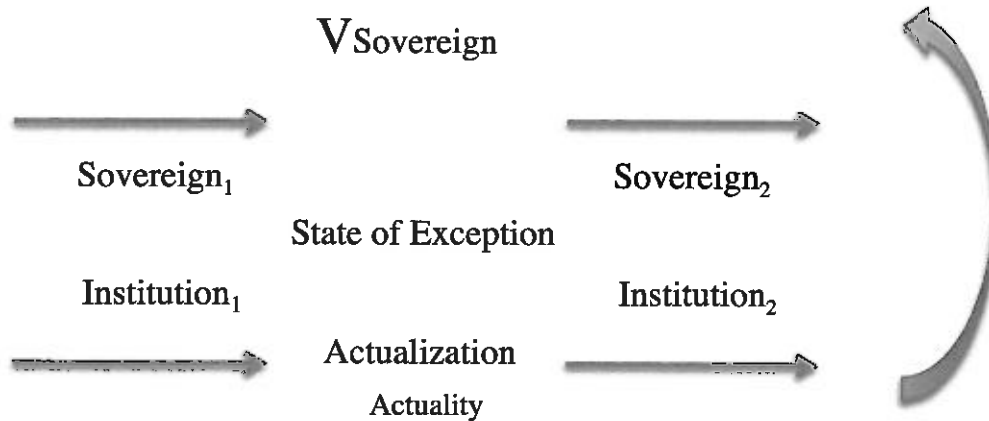 VSovereign
Sovereign₁ Sovereign₂
State of Exception
Institution₁ Institution₂
Actualization
Actuality